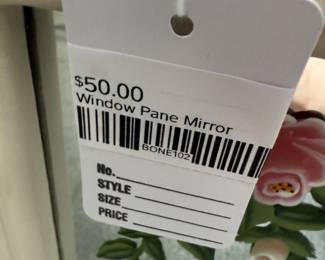 $50.00
Window Pane Mirror
BONE102
No.
STYLE
SIZE
PRICE